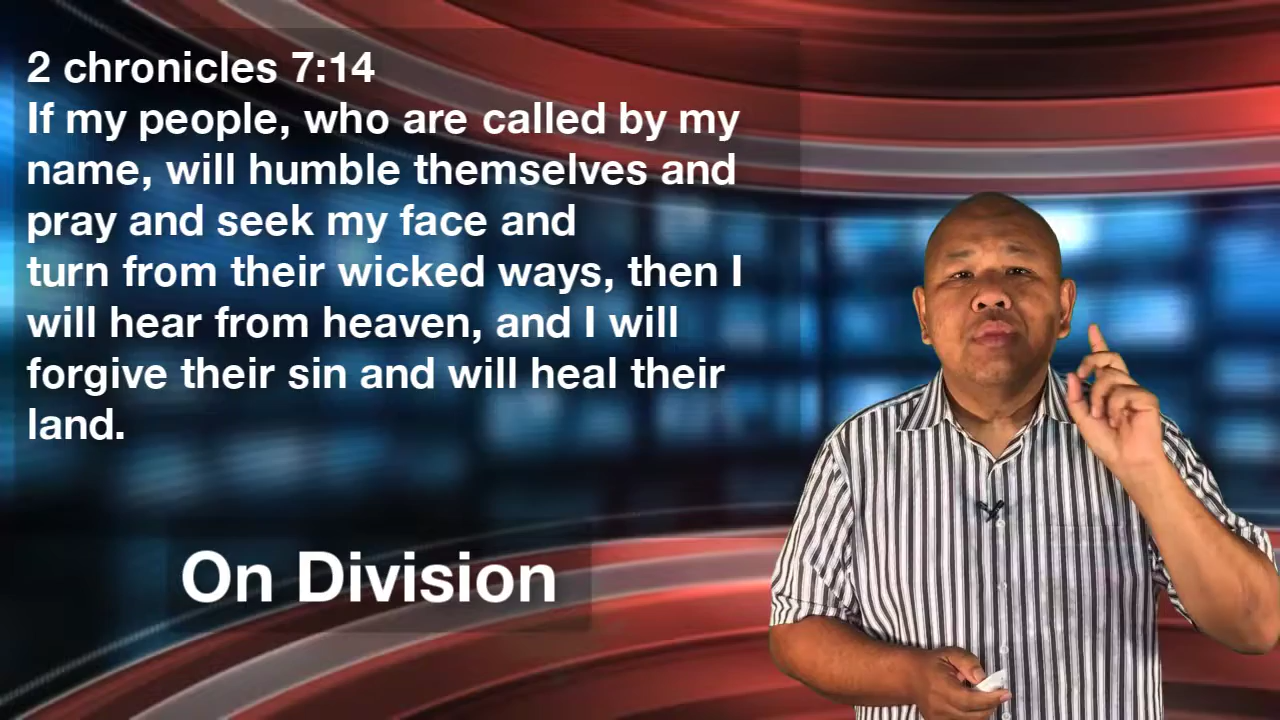 2 chronicles 7:14
If my people, who are called by my
name, will humble themselves and
pray and seek my face and
turn from their wicked ways, then I
will hear from heaven, and I will
forgive their sin and will heal their
land.
On Division